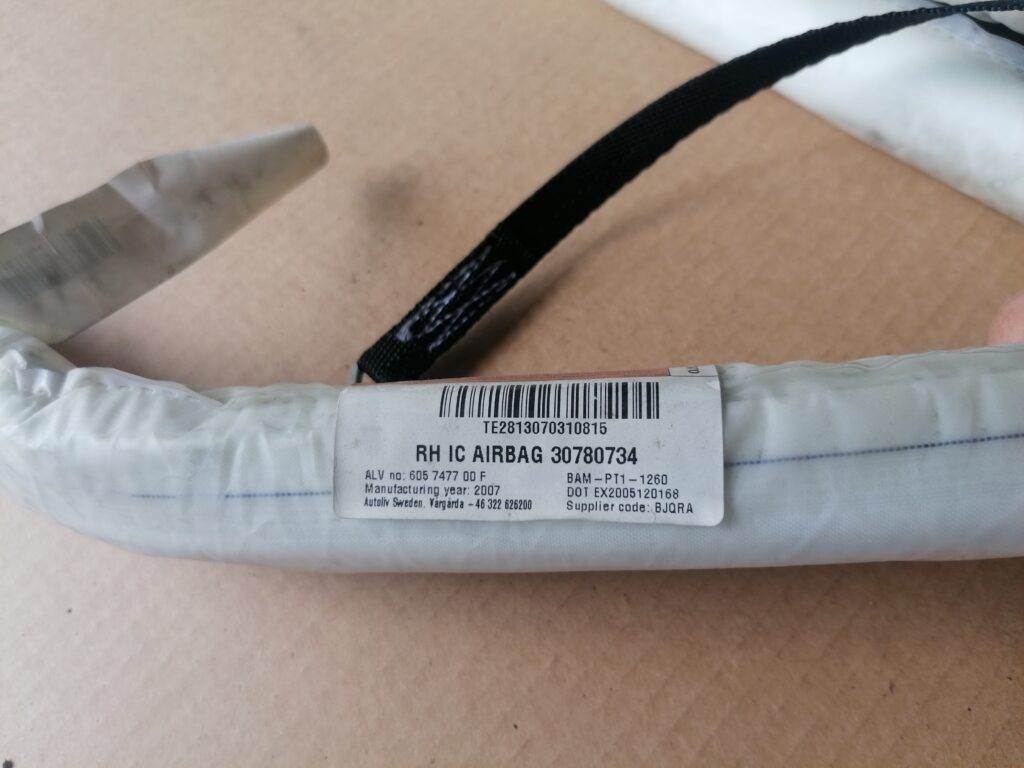 TE2813070310815
RH IC AIRBAG 30780734
ALV no: 605 7477 00 F
Manufacturing year: 2007
Autoliv Sweden, Vårgårda - 46 322 626200
BAM-PT1-1260
DOT EX2005120168
Supplier code: BJQRA